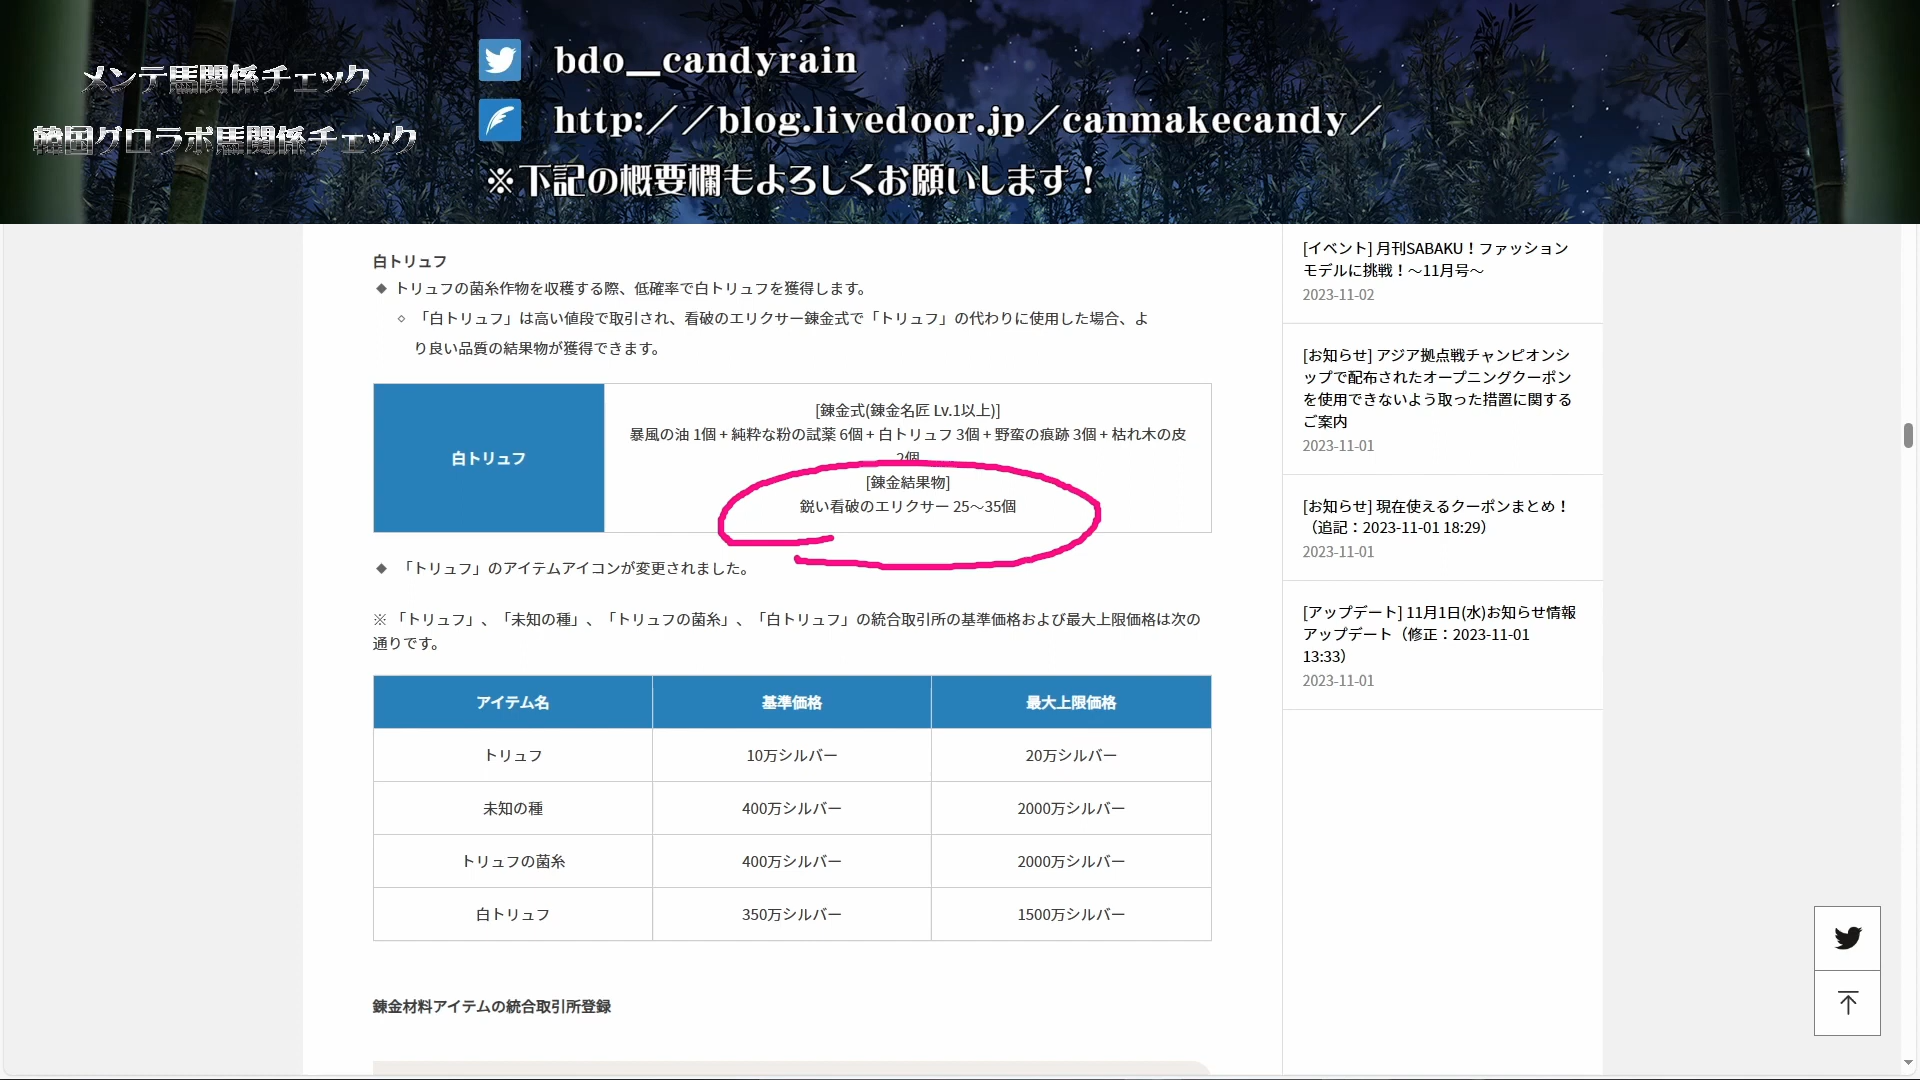 メンテ馬関係チェック
韓国グロラボ馬関係チェック
bdo__candyrain
http://blog.livedoor.jp/canmakecandy/
※下記の概要欄もよろしくお願いします！
白トリュフ
◆ トリュフの菌糸作物を収穫する際、低確率で白トリュフを獲得します。
◇ 「白トリュフ」は高い値段で取引され、看破のエリクサー錬金式で「トリュフ」の代わりに使用した場合、よ
り良い品質の結果物が獲得できます。
白トリュフ
[錬金式(錬金名匠 Lv.1以上)]
暴風の油 1個 + 純粋な粉の試薬 6個 + 白トリュフ 3個 + 野蛮の痕跡 3個 + 枯れ木の皮
2個
[錬金結果物]
鋭い看破のエリクサー 25～35個
◆ 「トリュフ」のアイテムアイコンが変更されました。
※ 「トリュフ」、「未知の種」、「トリュフの菌糸」、「白トリュフ」の統合取引所の基準価格および最大上限価格は次の
通りです。
アイテム名 基準価格 最大上限価格
トリュフ 10万シルバー 20万シルバー
未知の種 400万シルバー 2000万シルバー
トリュフの菌糸 400万シルバー 2000万シルバー
白トリュフ 350万シルバー 1500万シルバー
錬金材料アイテムの統合取引所登録
[イベント] 月刊SABAKU！ファッション
モデルに挑戦！～11月号～
2023-11-02
[お知らせ] アジア拠点戦チャンピオンシ
ップで配布されたオープニングクーポン
を使用できないよう取った措置に関する
ご案内
2023-11-01
[お知らせ] 現在使えるクーポンまとめ！
（追記：2023-11-01 18:29）
2023-11-01
[アップデート] 11月1日(水)お知らせ情報
アップデート（修正：2023-11-01
13:33）
2023-11-01